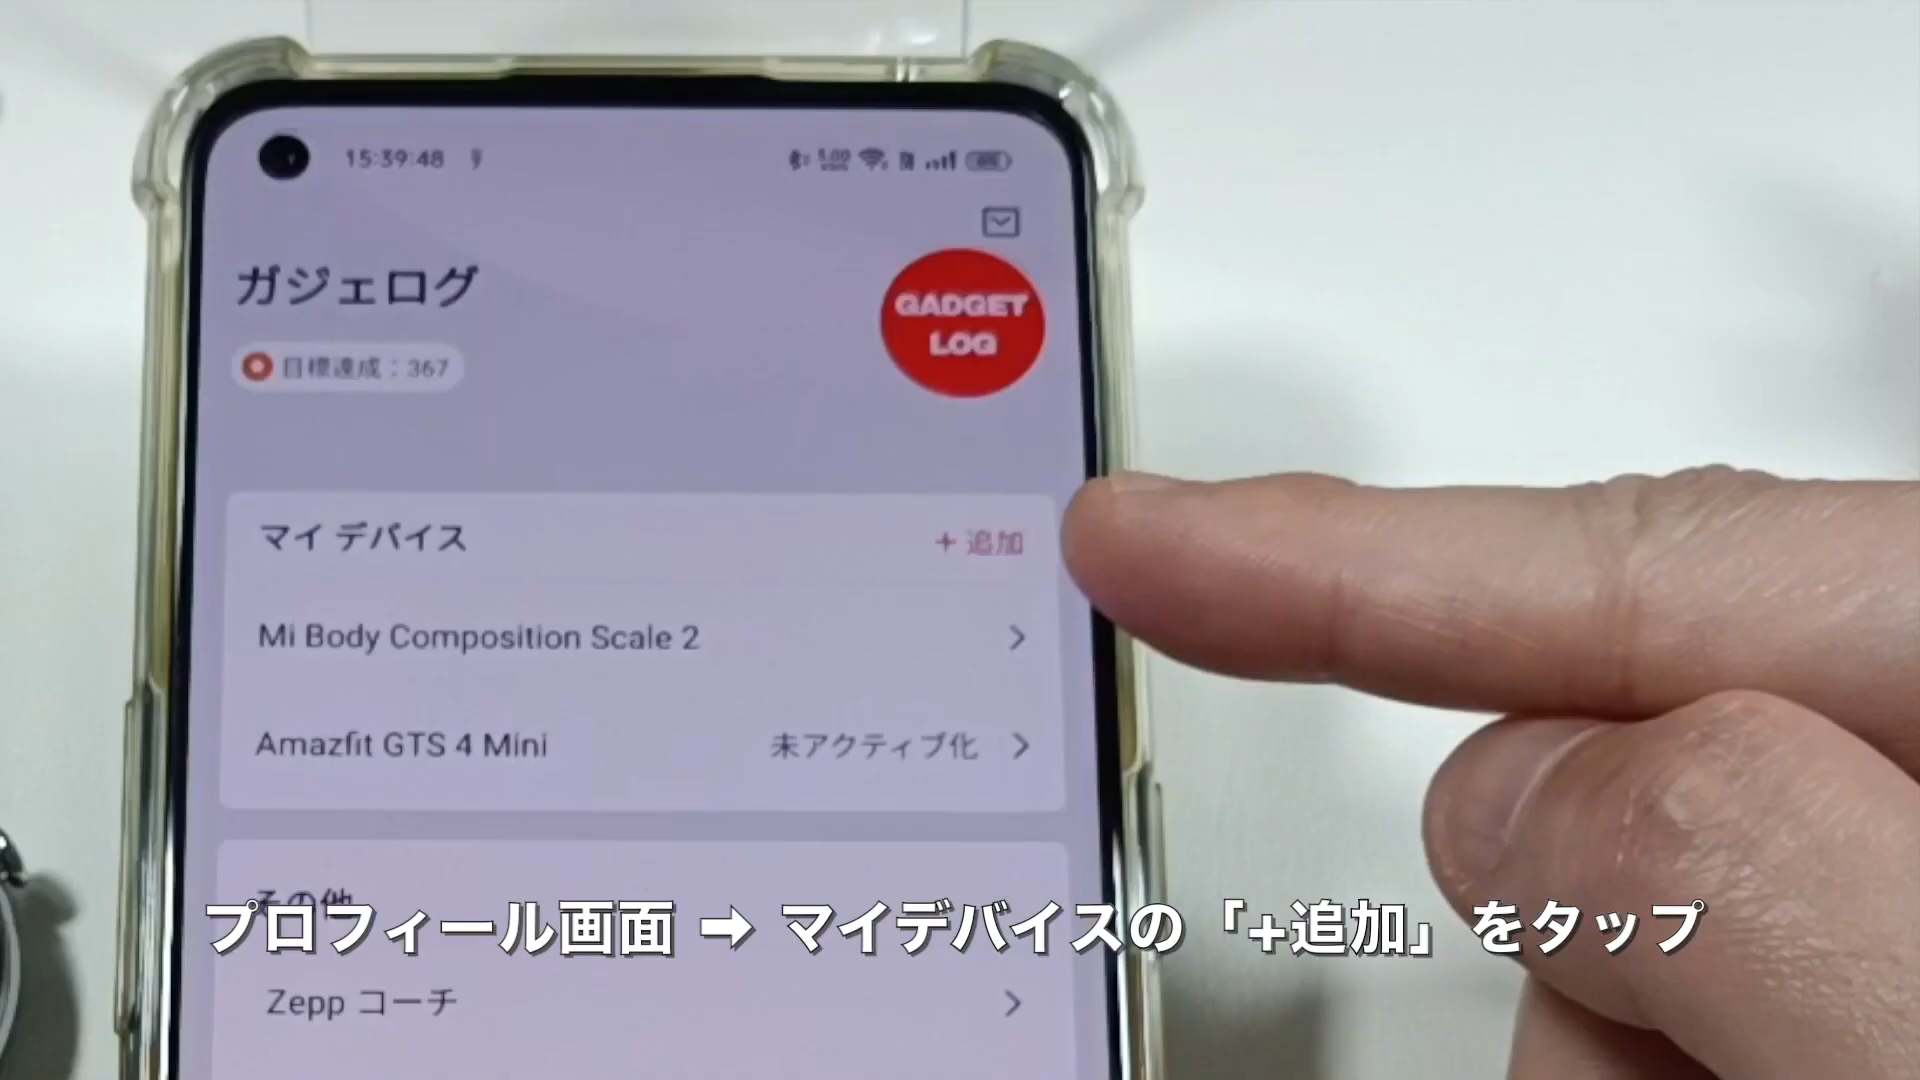 15:39:48
ガジェログ
GADGET
LOG
目標達成：367
マイ デバイス
+ 追加
Mi Body Composition Scale 2
Amazfit GTS 4 Mini
未アクティブ化
その他
プロフィール画面 ➡ マイデバイスの「+追加」をタップ
Zepp コーチ